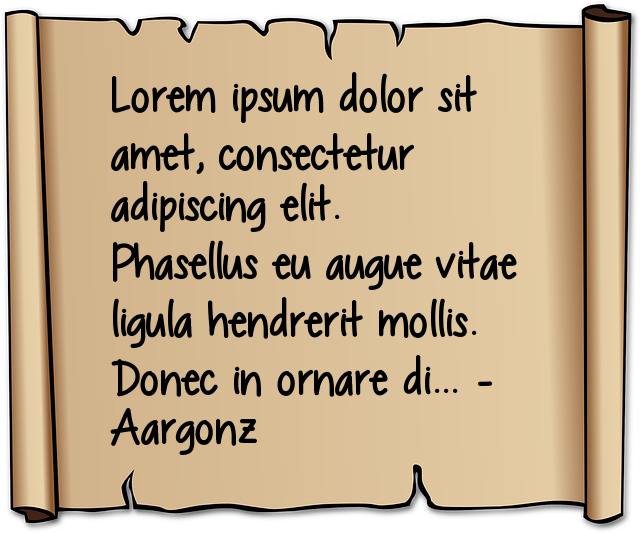 Lorem ipsum dolor sit
amet, consectetur
adipiscing elit.
Phasellus eu augue vitae
ligula hendrerit mollis.
Donec in ornare di... -
Aargonz